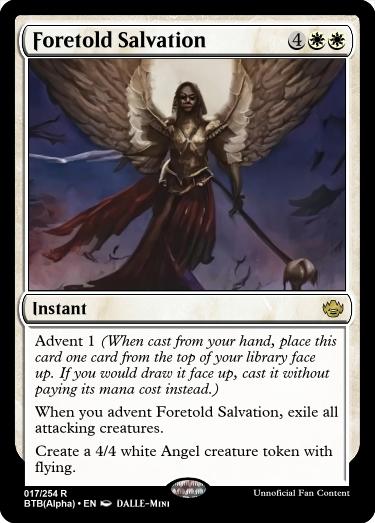 Foretold Salvation 4
Instant
Advent 1 (When cast from your hand, place this
card one card from the top of your library face
up. If you would draw it face up, cast it without
paying its mana cost instead.)
When you advent Foretold Salvation, exile all
attacking creatures.
Create a 4/4 white Angel creature token with
flying.
017/254 R
BTB(Alpha) • EN DALLE-Mini
Unofficial Fan Content